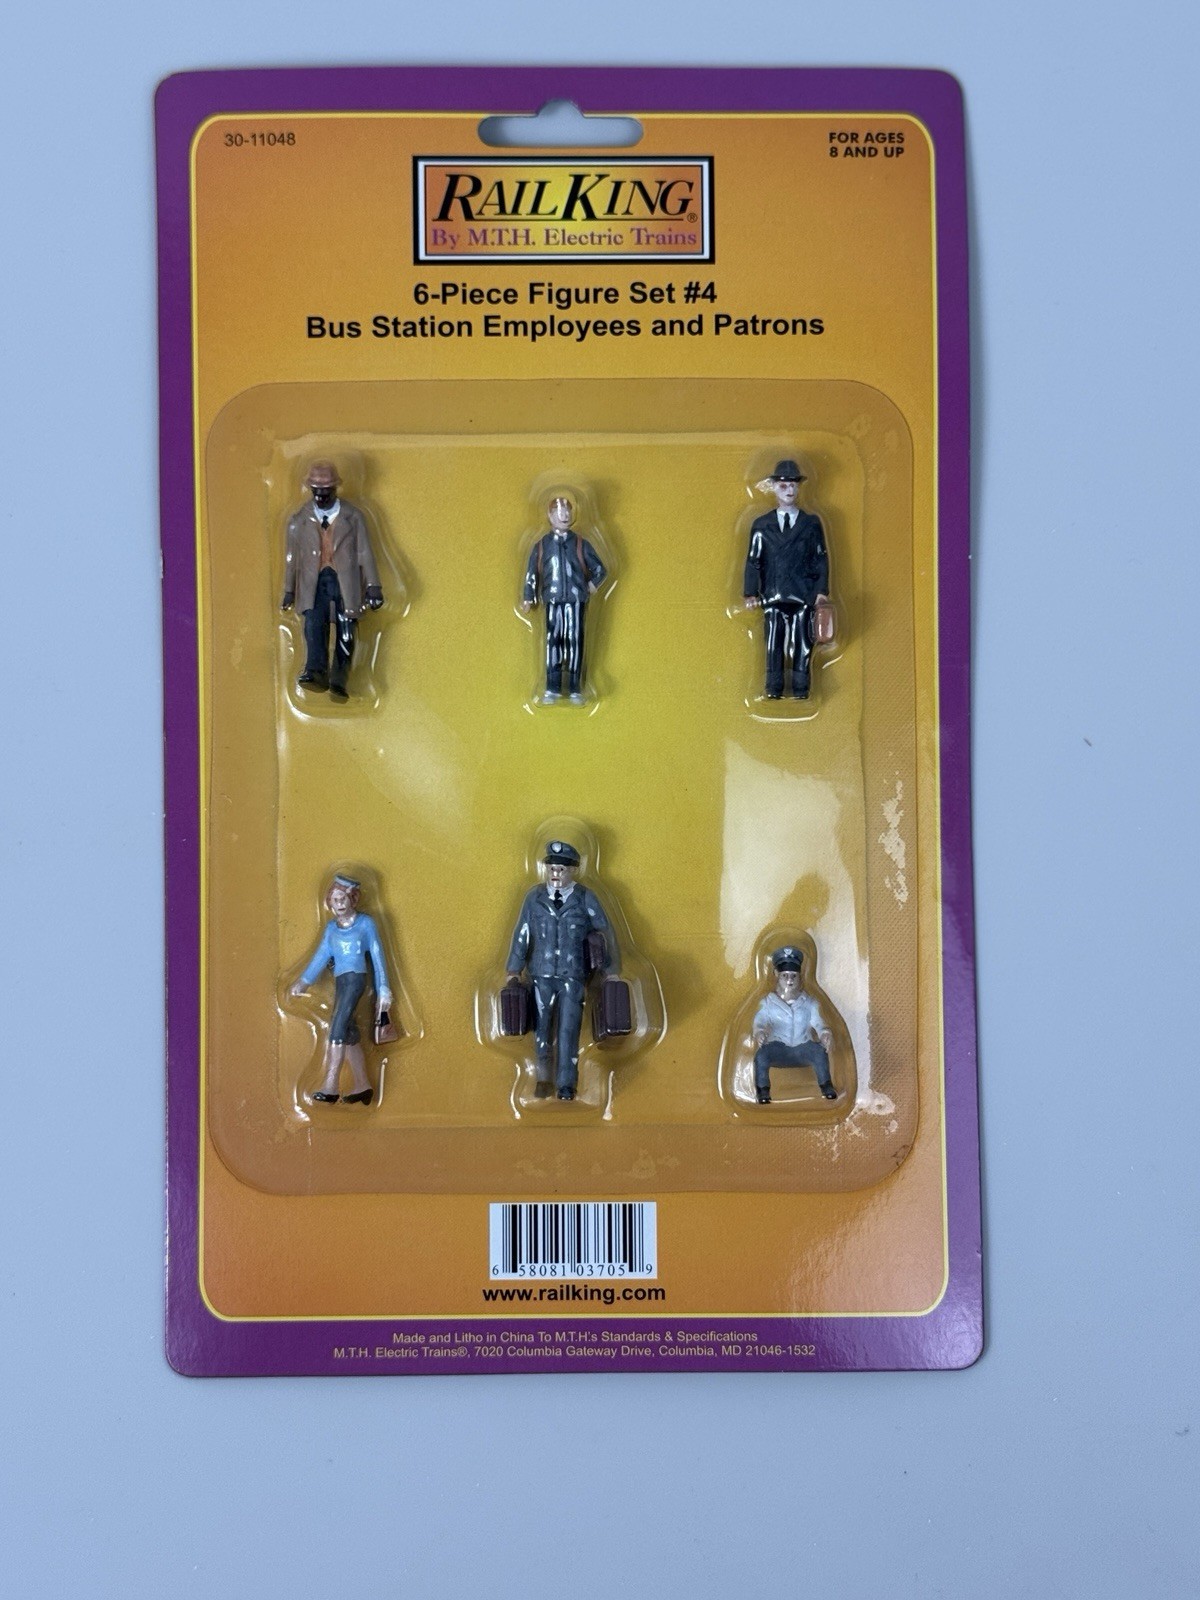 30-11048
FOR AGES
8 AND UP
RAILKING®
By M.T.H. Electric Trains
6-Piece Figure Set #4
Bus Station Employees and Patrons
6 58081 03705 9
www.railking.com
Made and Litho in China To M.T.H.'s Standards & Specifications
M.T.H. Electric Trains®, 7020 Columbia Gateway Drive, Columbia, MD 21046-1532